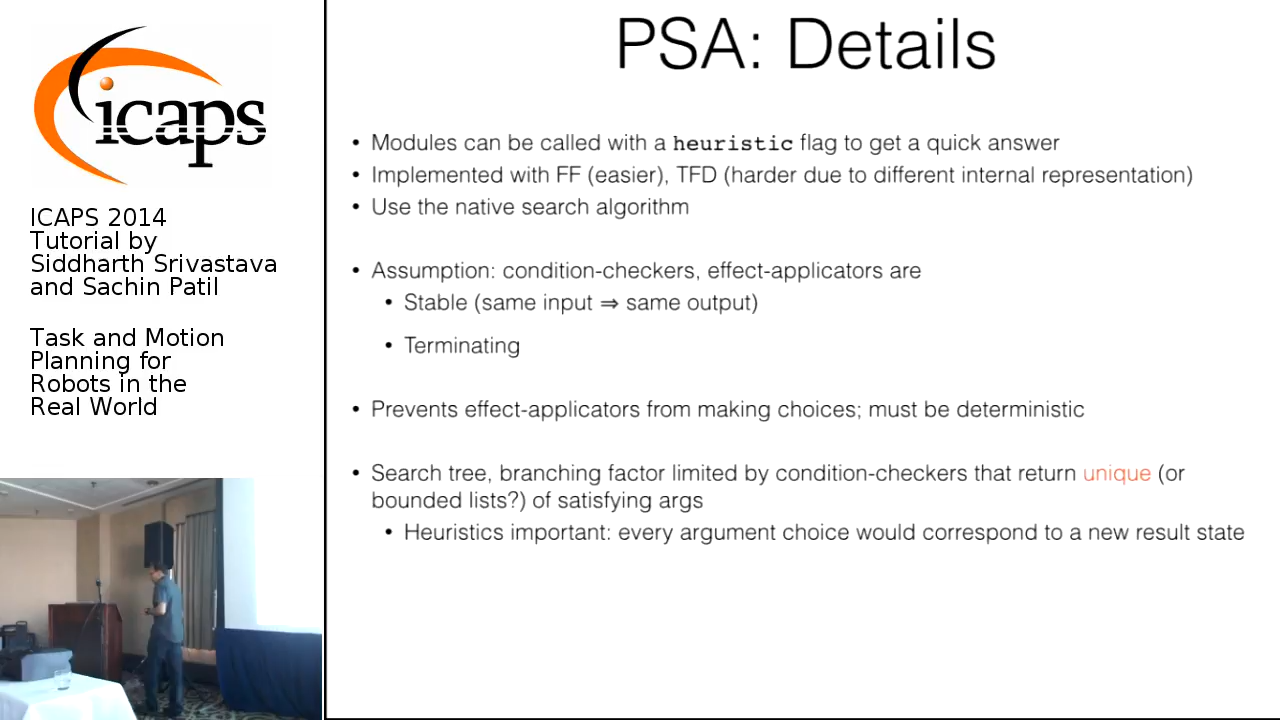 icaps
ICAPS 2014
Tutorial by
Siddharth Srivastava
and Sachin Patil
Task and Motion
Planning for
Robots in the
Real World
PSA: Details
• Modules can be called with a heuristic flag to get a quick answer
• Implemented with FF (easier), TFD (harder due to different internal representation)
• Use the native search algorithm
• Assumption: condition-checkers, effect-applicators are
• Stable (same input ⇒ same output)
• Terminating
• Prevents effect-applicators from making choices; must be deterministic
• Search tree, branching factor limited by condition-checkers that return unique (or
bounded lists?) of satisfying args
• Heuristics important: every argument choice would correspond to a new result state